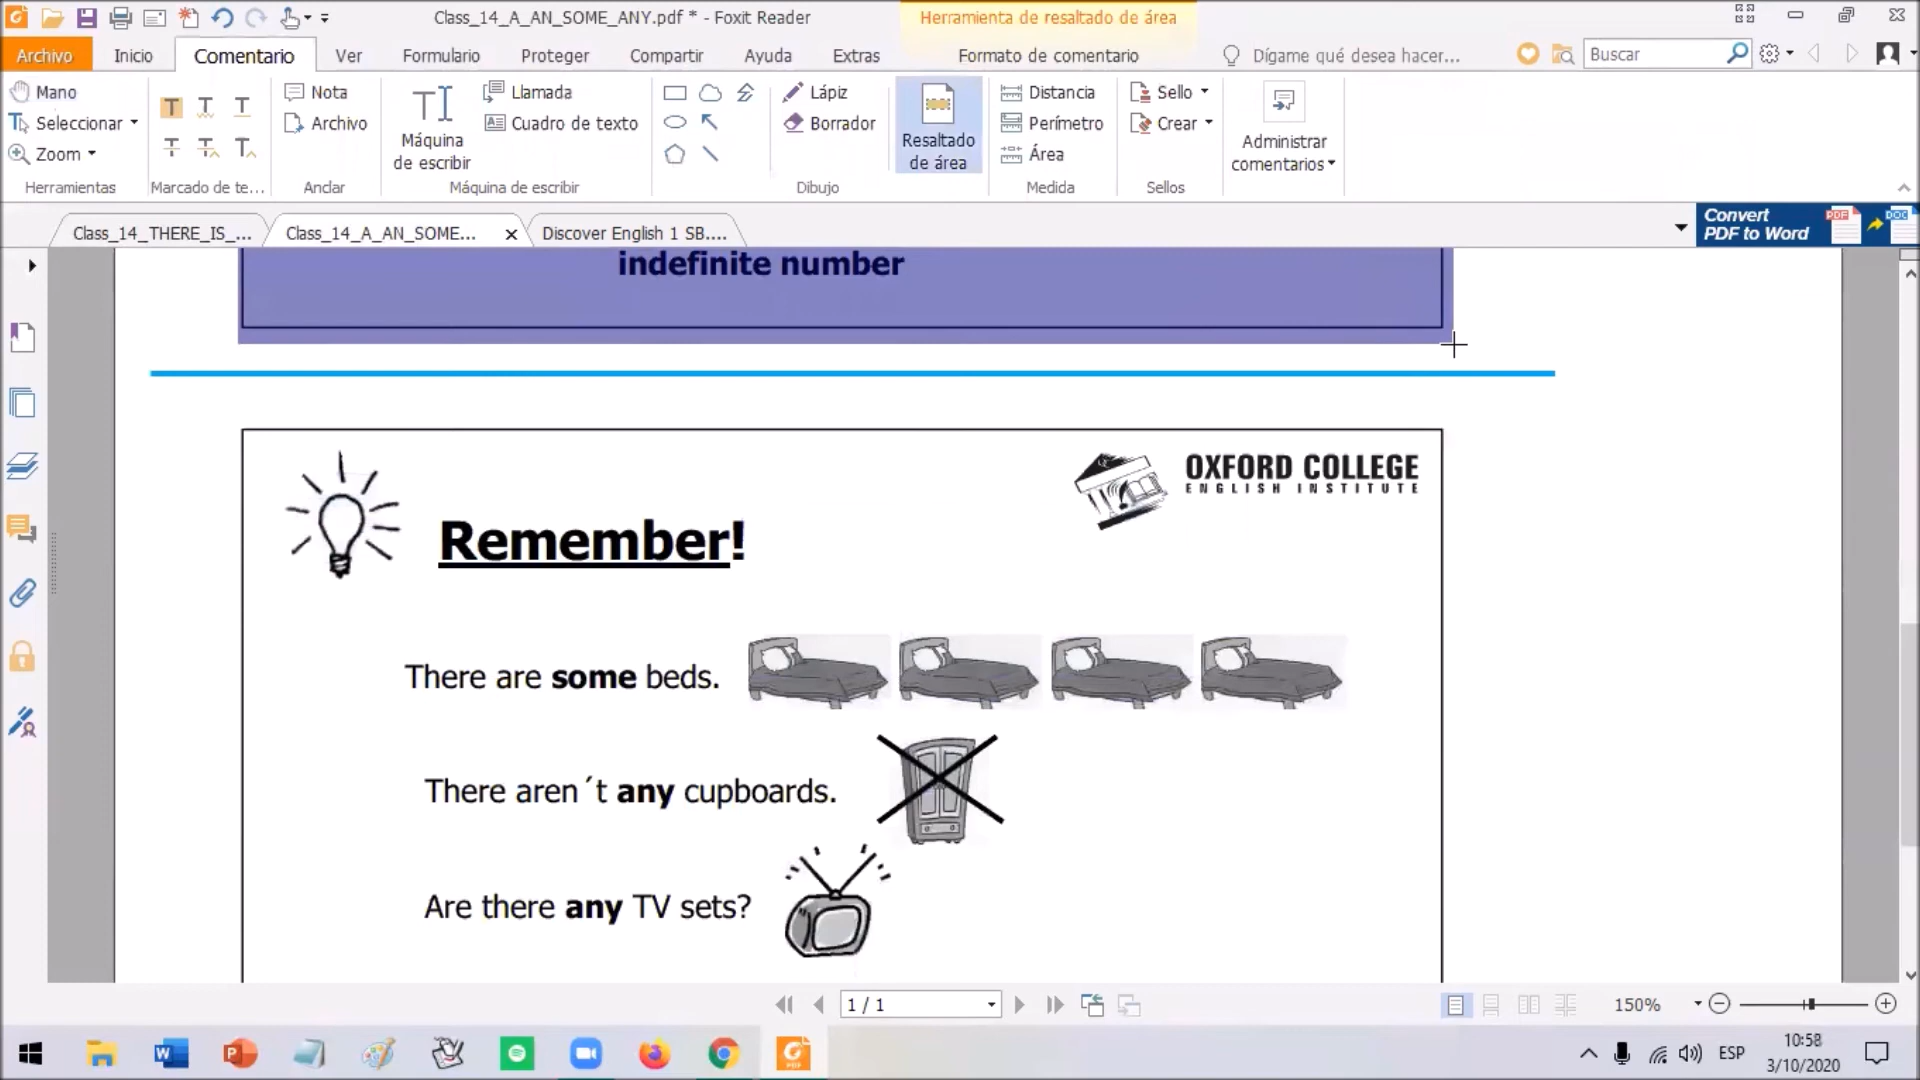 Class_14_A_AN_SOME_ANY.pdf * - Foxit Reader
Herramienta de resaltado de área
Archivo
Inicio
Comentario
Ver
Formulario
Proteger
Compartir
Ayuda
Extras
Formato de comentario
Dígame qué desea hacer...
Buscar
Mano
Seleccionar
Zoom
Herramientas
Marcado de te...
Nota
Archivo
Anclar
Máquina
de escribir
Llamada
Cuadro de texto
Máquina de escribir
Lápiz
Borrador
Dibujo
Resaltado
de área
Distancia
Perímetro
Área
Medida
Sello
Crear
Sellos
Administrar
comentarios
Class_14_THERE_IS_...
Class_14_A_AN_SOME...
Discover English 1 SB....
Convert
PDF to Word
PDF
DOC
indefinite number
OXFORD COLLEGE
ENGLISH INSTITUTE
Remember!
There are some beds.
There aren´t any cupboards.
Are there any TV sets?
1 / 1
150%
ESP
10:58
3/10/2020